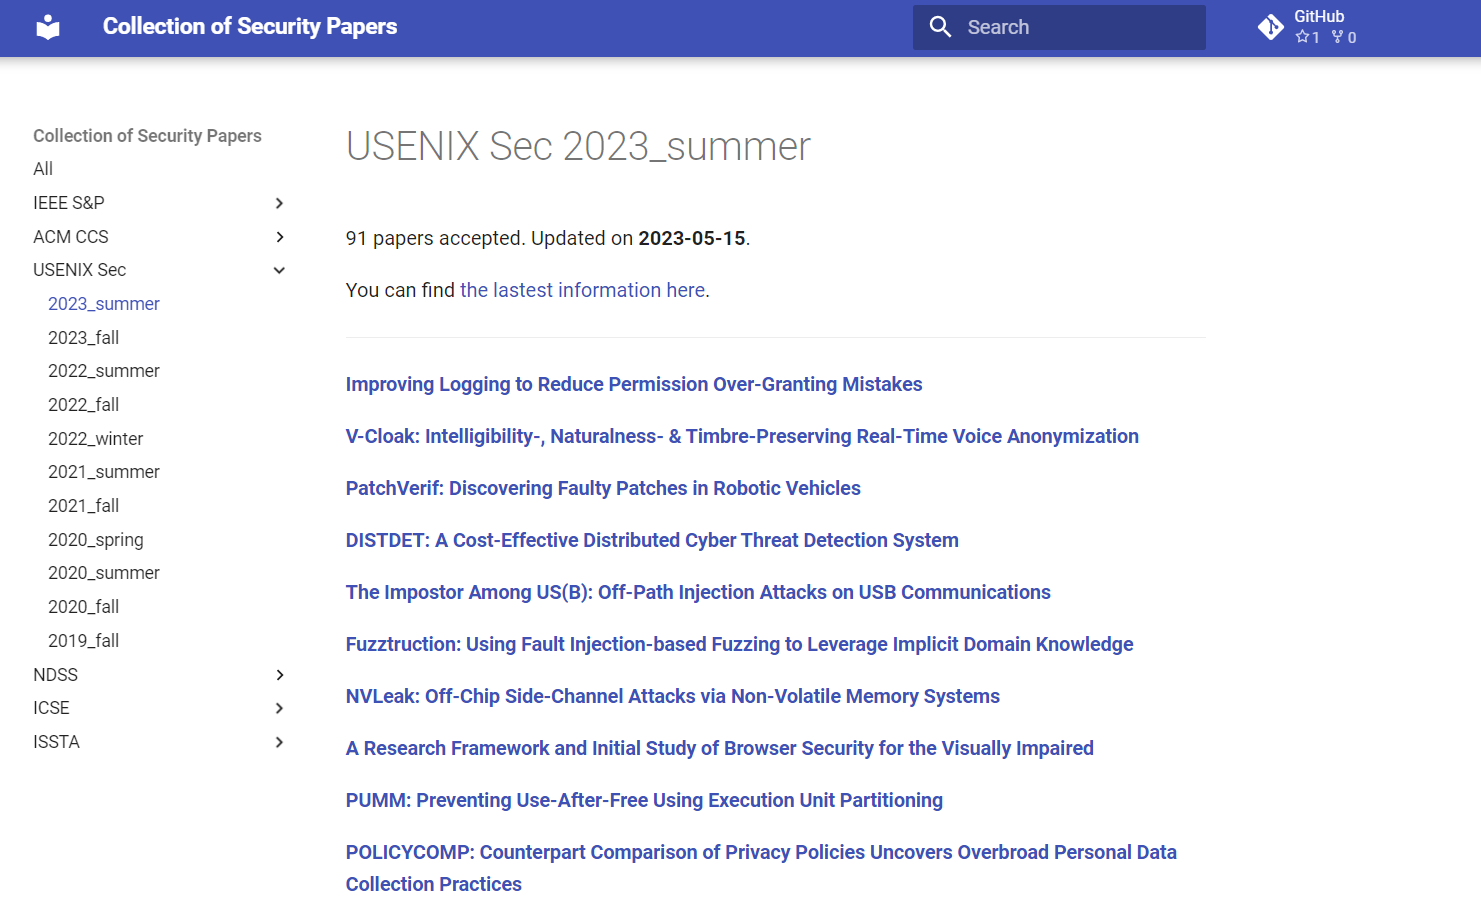 Collection of Security Papers
Search
GitHub
1 0
Collection of Security Papers
All
IEEE S&P
ACM CCS
USENIX Sec
2023_summer
2023_fall
2022_summer
2022_fall
2022_winter
2021_summer
2021_fall
2020_spring
2020_summer
2020_fall
2019_fall
NDSS
ICSE
ISSTA
USENIX Sec 2023_summer
91 papers accepted. Updated on 2023-05-15.
You can find the lastest information here.
Improving Logging to Reduce Permission Over-Granting Mistakes
V-Cloak: Intelligibility-, Naturalness- & Timbre-Preserving Real-Time Voice Anonymization
PatchVerif: Discovering Faulty Patches in Robotic Vehicles
DISTDET: A Cost-Effective Distributed Cyber Threat Detection System
The Impostor Among US(B): Off-Path Injection Attacks on USB Communications
Fuzztruction: Using Fault Injection-based Fuzzing to Leverage Implicit Domain Knowledge
NVLeak: Off-Chip Side-Channel Attacks via Non-Volatile Memory Systems
A Research Framework and Initial Study of Browser Security for the Visually Impaired
PUMM: Preventing Use-After-Free Using Execution Unit Partitioning
POLICYCOMP: Counterpart Comparison of Privacy Policies Uncovers Overbroad Personal Data
Collection Practices